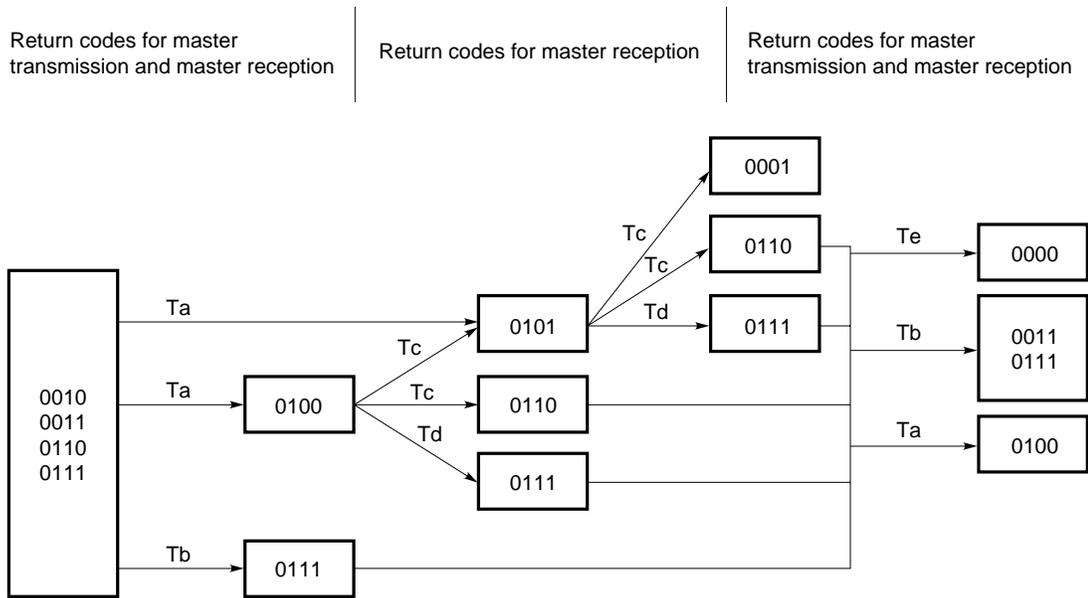 Return codes for master
transmission and master reception
Return codes for master reception
Return codes for master
transmission and master reception
0001
Tc
0110
Te
0000
Tc
Ta
0101
Td
0111
Tb
0011
0111
Tc
0010
0011
0110
0111
Ta
0100
Tc
0110
Ta
0100
Td
0111
Tb
0111